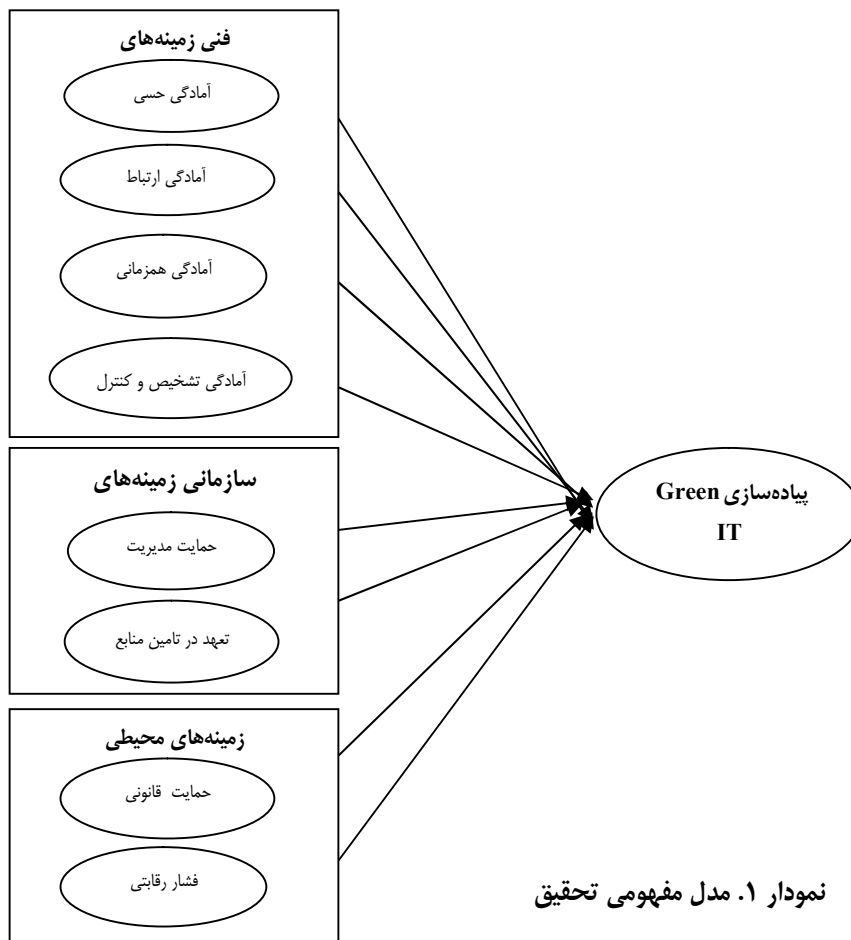 فنی زمینه‌های
آمادگی حسی
آمادگی ارتباط
آمادگی همزمانی
آمادگی تشخیص و کنترل
سازمانی زمینه‌های
حمایت مدیریت
تعهد در تامین منابع
زمینه‌های محیطی
حمایت قانونی
فشار رقابتی
پیاده‌سازی Green
IT
نمودار ۱. مدل مفهومی تحقیق